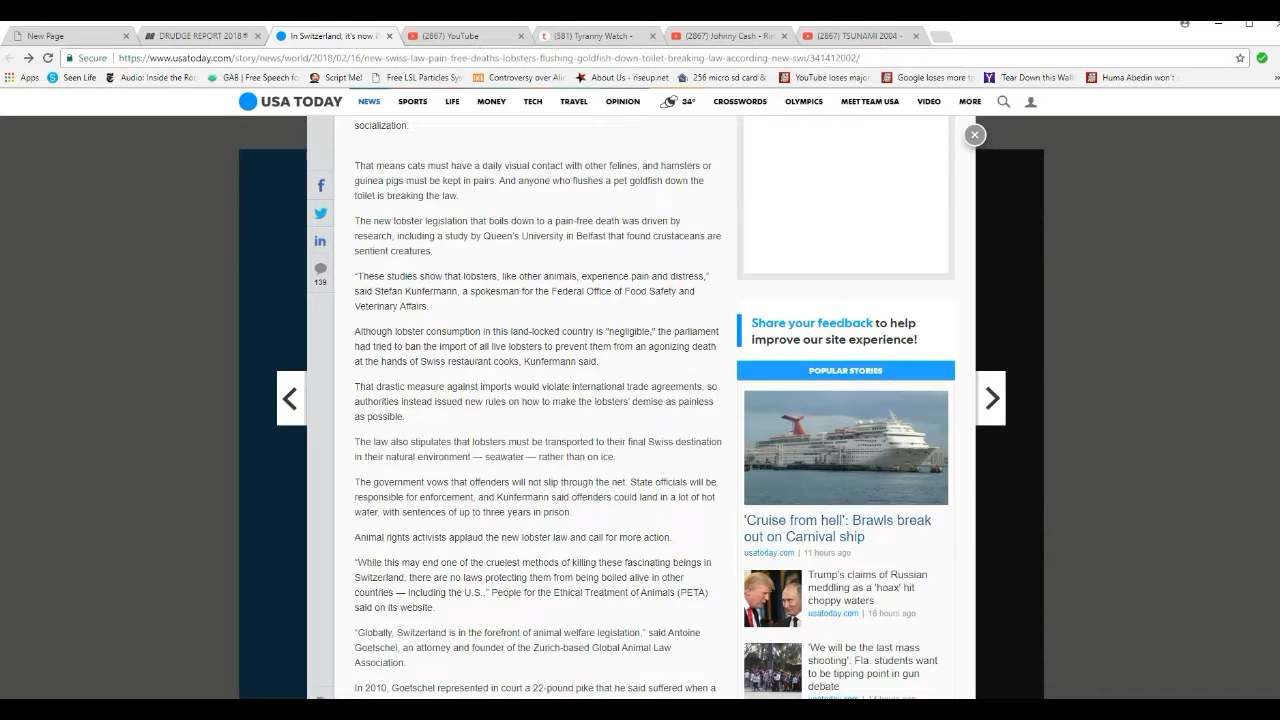 New Page
DRUDGE REPORT 2018®
In Switzerland, it's now i
(2867) YouTube
(581) Tyranny Watch -
(2867) Johnny Cash - Rin
(2867) TSUNAMI 2004 -
Secure
https://www.usatoday.com/story/news/world/2018/02/16/new-swiss-law-pain-free-deaths-lobsters-flushing-goldfish-down-toilet-breaking-law-according-new-swi/341412002/
Apps
Seen Life
Audio: Inside the Ro
GAB | Free Speech fo
Script Me!
Free LSL Particle Sys
Controversy over Ali
About Us - riseup.net
256 micro sd card &
YouTube loses major
Google loses more to
Tear Down this Wall
Huma Abedin won't
USA TODAY
NEWS
SPORTS
LIFE
MONEY
TECH
TRAVEL
OPINION
34°
CROSSWORDS
OLYMPICS
MEET TEAM USA
VIDEO
MORE
socialization.
That means cats must have a daily visual contact with other felines, and hamsters or
guinea pigs must be kept in pairs. And anyone who flushes a pet goldfish down the
toilet is breaking the law.
The new lobster legislation that boils down to a pain-free death was driven by
research, including a study by Queen's University in Belfast that found crustaceans are
sentient creatures.
"These studies show that lobsters, like other animals, experience pain and distress,"
said Stefan Kunfermann, a spokesman for the Federal Office of Food Safety and
Veterinary Affairs.
Although lobster consumption in this land-locked country is "negligible," the parliament
had tried to ban the import of all live lobsters to prevent them from an agonizing death
at the hands of Swiss restaurant cooks, Kunfermann said.
That drastic measure against imports would violate international trade agreements, so
authorities instead issued new rules on how to make the lobsters' demise as painless
as possible.
The law also stipulates that lobsters must be transported to their final Swiss destination
in their natural environment — seawater — rather than on ice.
The government vows that offenders will not slip through the net. State officials will be
responsible for enforcement, and Kunfermann said offenders could land in a lot of hot
water, with sentences of up to three years in prison.
Animal rights activists applaud the new lobster law and call for more action.
"While this may end one of the cruelest methods of killing these fascinating beings in
Switzerland, there are no laws protecting them from being boiled alive in other
countries — including the U.S.," People for the Ethical Treatment of Animals (PETA)
said on its website.
"Globally, Switzerland is in the forefront of animal welfare legislation," said Antoine
Goetschel, an attorney and founder of the Zurich-based Global Animal Law
Association.
In 2010, Goetschel represented in court a 22-pound pike that he said suffered when a
139
Share your feedback to help
improve our site experience!
POPULAR STORIES
'Cruise from hell': Brawls break
out on Carnival ship
usatoday.com | 11 hours ago
Trump's claims of Russian
meddling as a 'hoax' hit
choppy waters
usatoday.com | 16 hours ago
'We will be the last mass
shooting': Fla. students want
to be tipping point in gun
debate